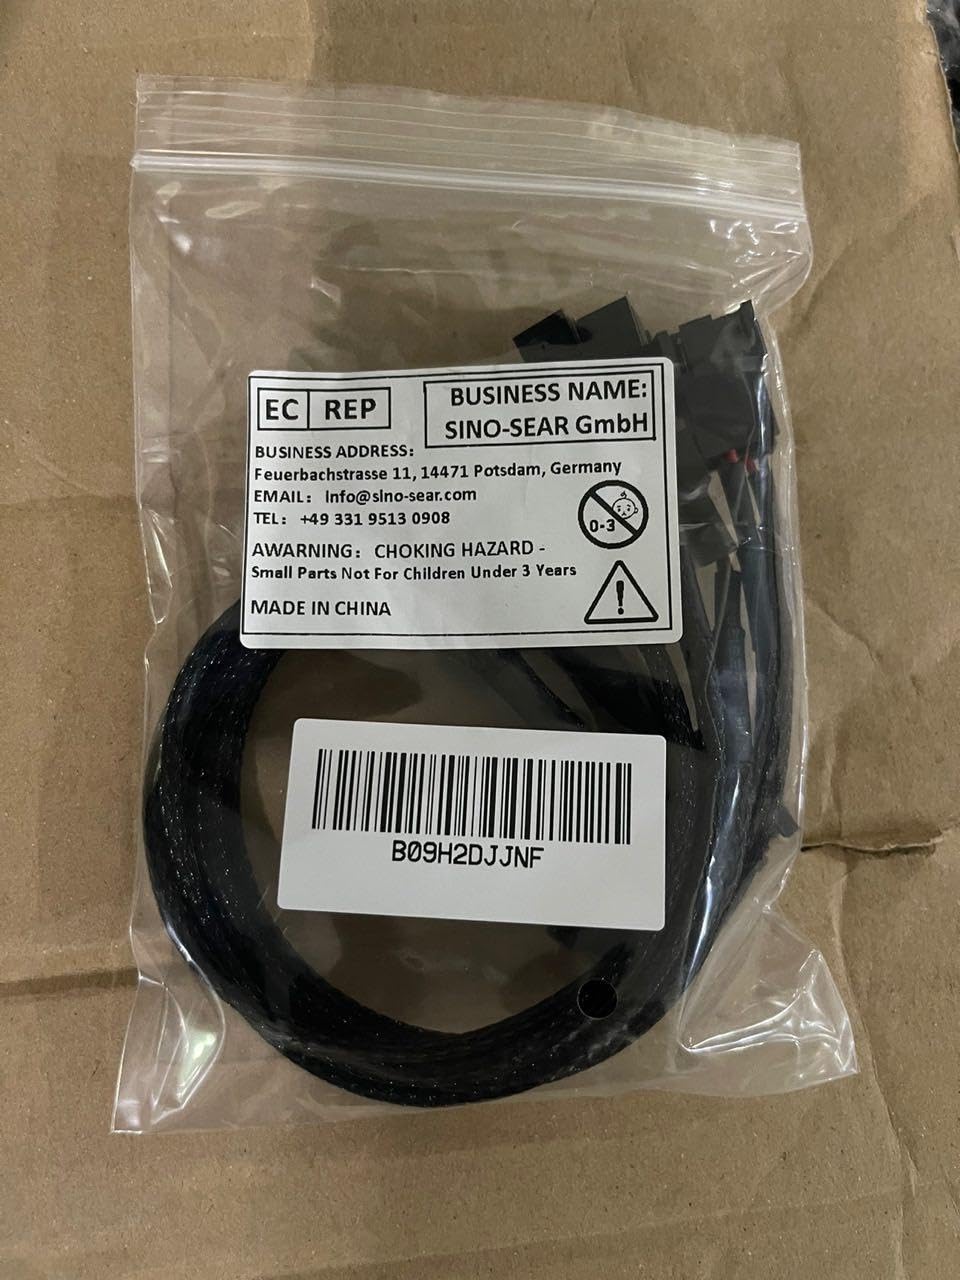 EC REP
BUSINESS NAME:
SINO-SEAR GmbH
BUSINESS ADDRESS:
Feuerbachstrasse 11, 14471 Potsdam, Germany
EMAIL: Info@sino-sear.com
TEL: +49 331 9513 0908
0-3
AWARNING: CHOKING HAZARD -
Small Parts Not For Children Under 3 Years
!
MADE IN CHINA
B09H2DJJNF